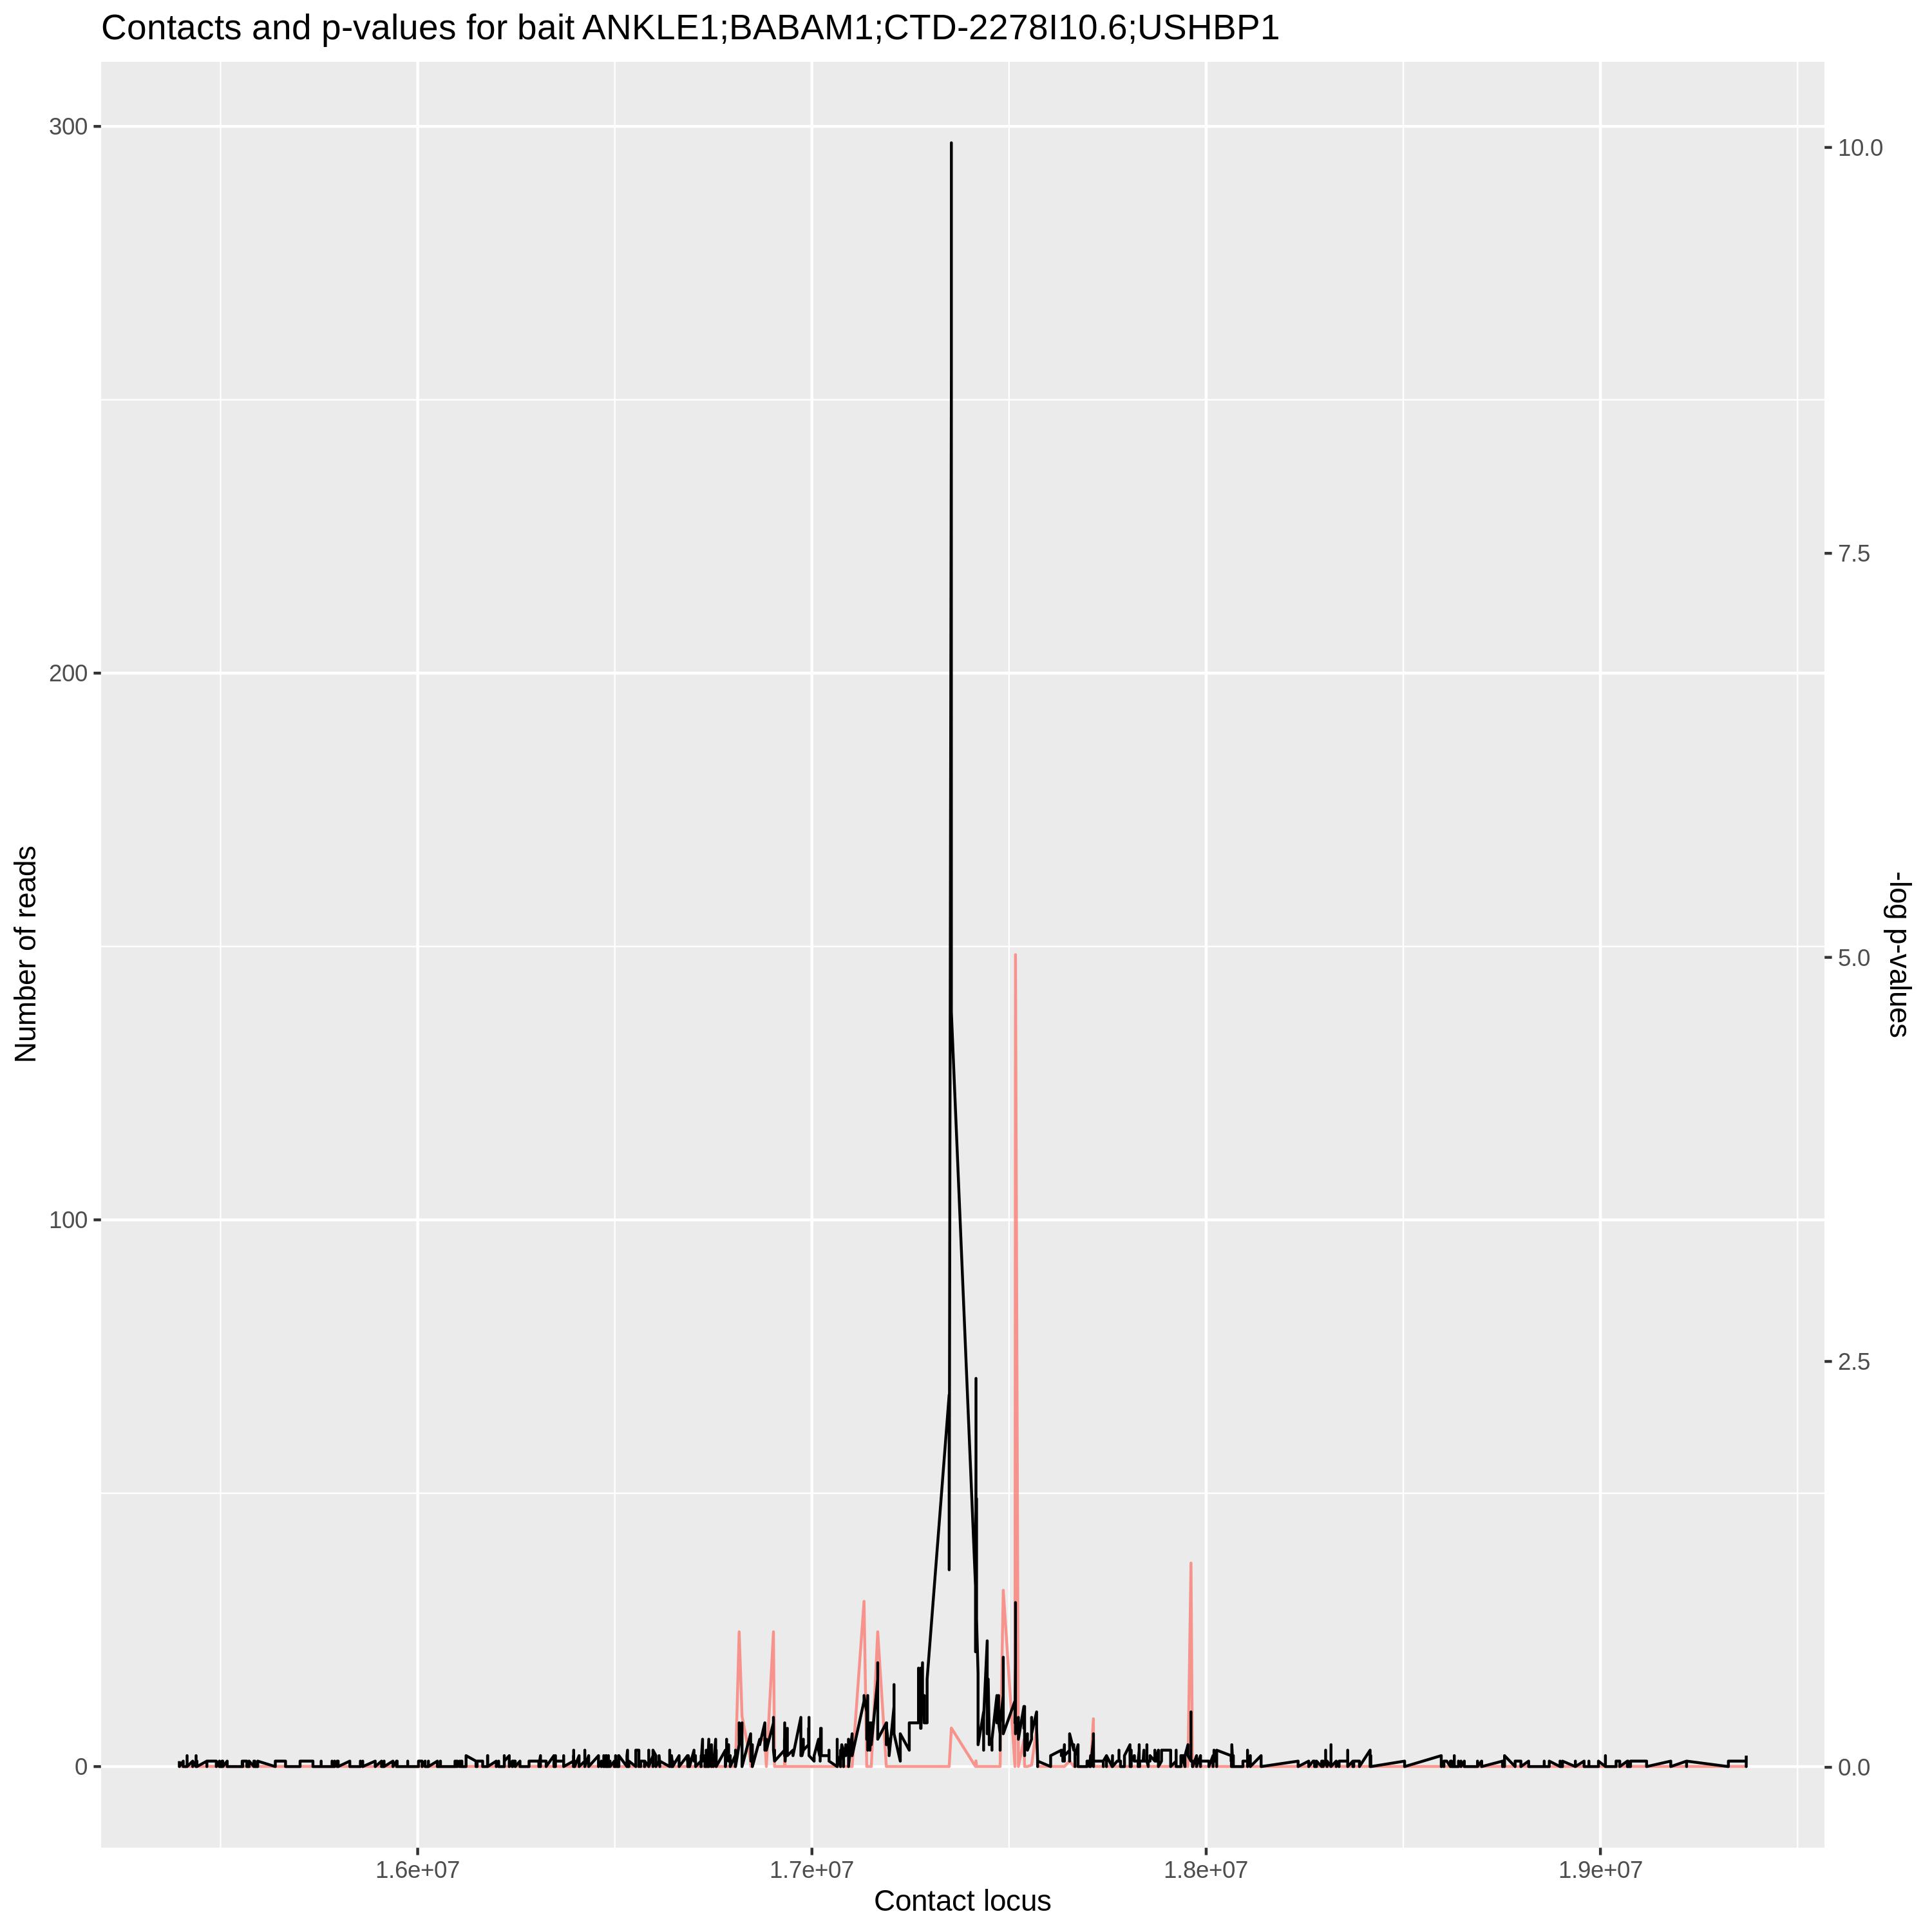 Contacts and p-values for bait ANKLE1;BABAM1;CTD-2278I10.6;USHBP1
300
200
100
0
Number of reads
10.0
7.5
5.0
2.5
0.0
-log p-values
1.6e+07
1.7e+07
1.8e+07
1.9e+07
Contact locus